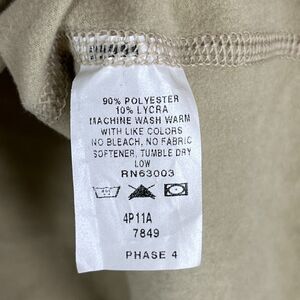 90% POLYESTER
10% LYCRA
MACHINE WASH WARM
WITH LIKE COLORS
NO BLEACH, NO FABRIC
SOFTENER, TUMBLE DRY
LOW
RN63003
4P11A
7849
PHASE 4